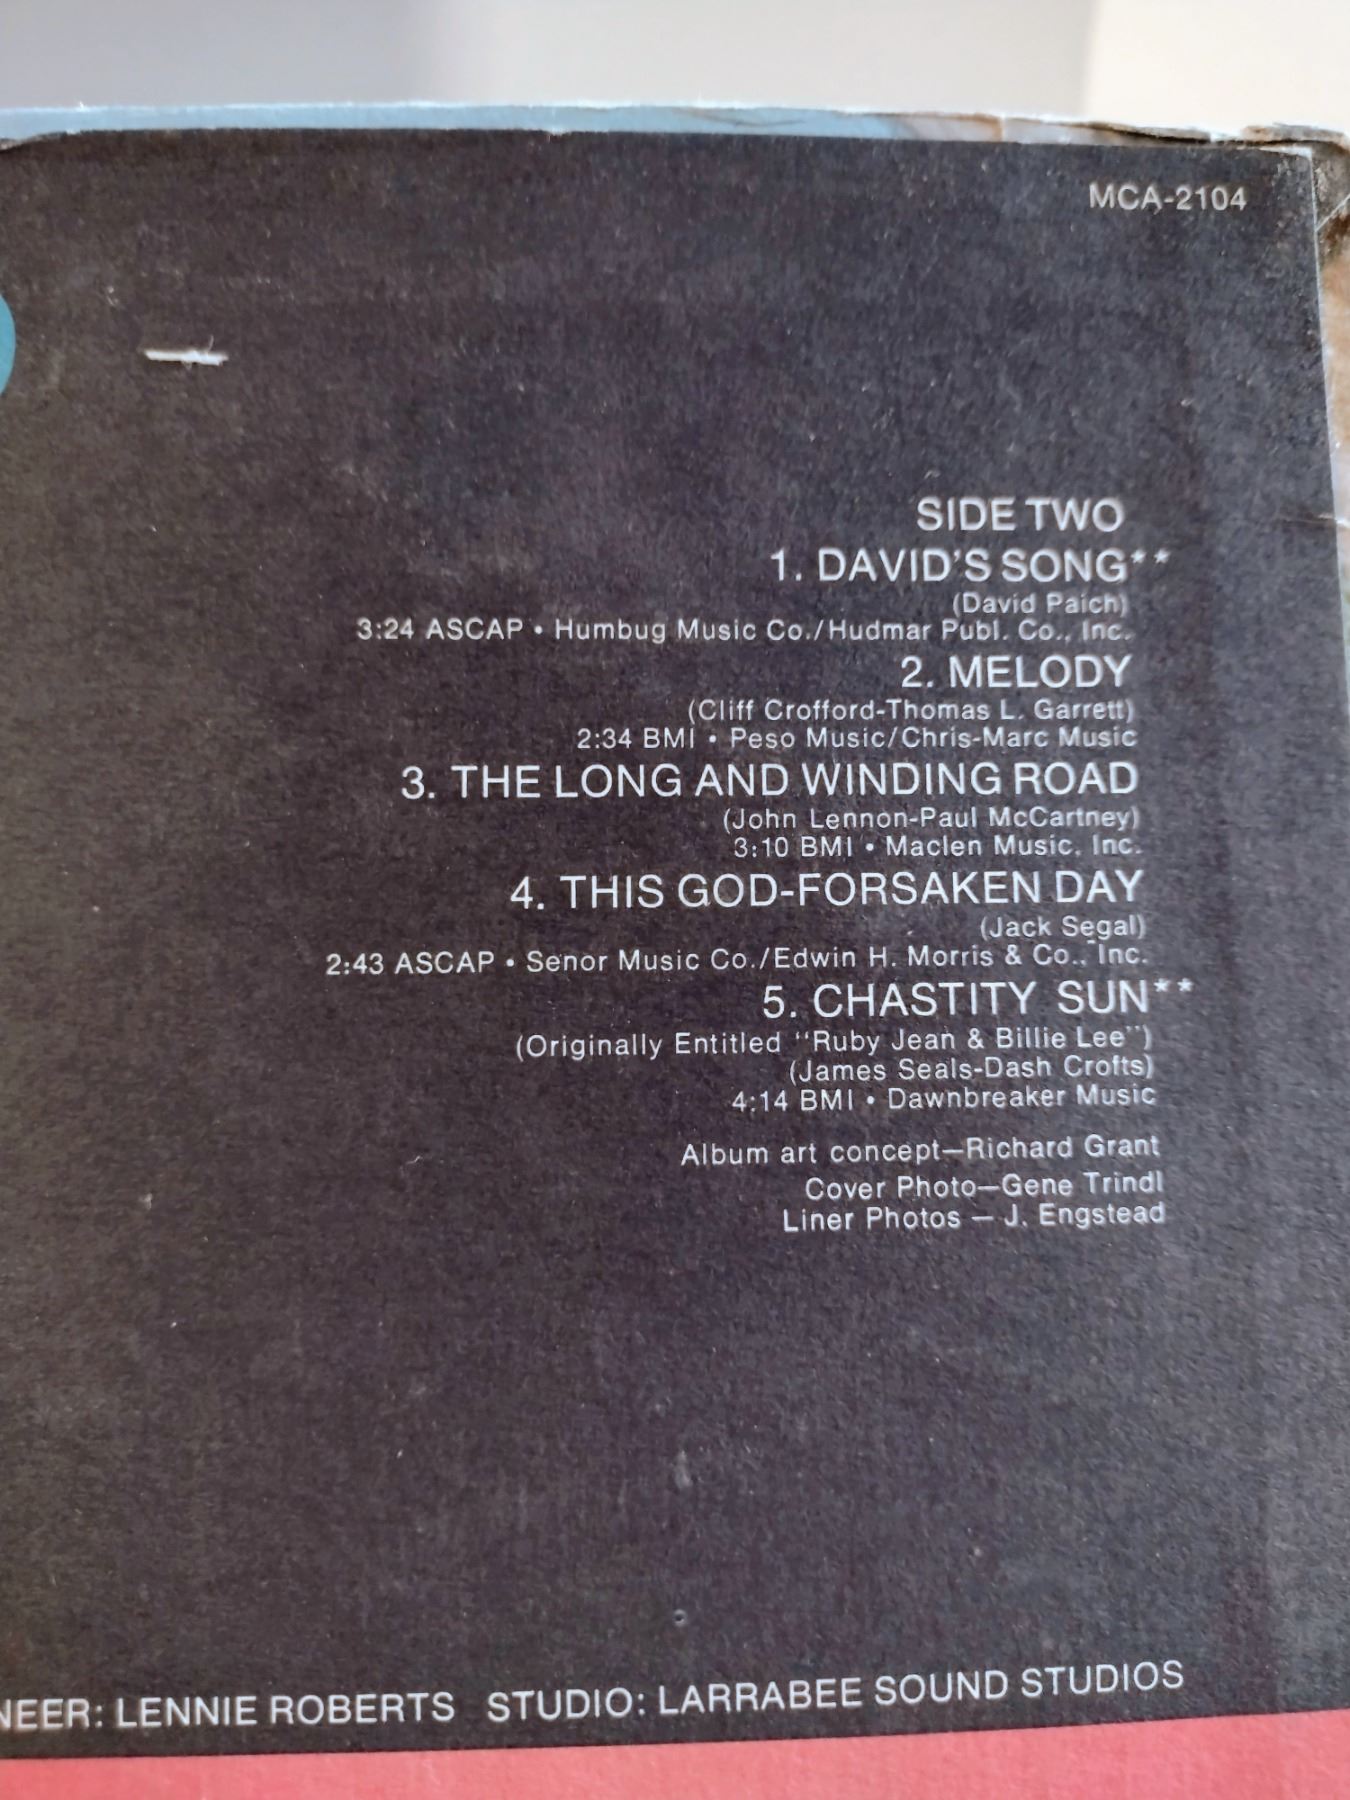 MCA-2104
SIDE TWO
1. DAVID'S SONG**
(David Paich)
3:24 ASCAP • Humbug Music Co./Hudmar Publ. Co., Inc.
2. MELODY
(Cliff Crofford-Thomas L. Garrett)
2:34 BMI • Peso Music/Chris-Marc Music
3. THE LONG AND WINDING ROAD
(John Lennon-Paul McCartney)
3:10 BMI • Maclen Music, Inc.
4. THIS GOD-FORSAKEN DAY
(Jack Segal)
2:43 ASCAP • Senor Music Co./Edwin H. Morris & Co., Inc.
5. CHASTITY SUN**
(Originally Entitled "Ruby Jean & Billie Lee")
(James Seals-Dash Crofts)
4:14 BMI • Dawnbreaker Music
Album art concept—Richard Grant
Cover Photo—Gene Trindl
Liner Photos — J. Engstead
NEER: LENNIE ROBERTS STUDIO: LARRABEE SOUND STUDIOS